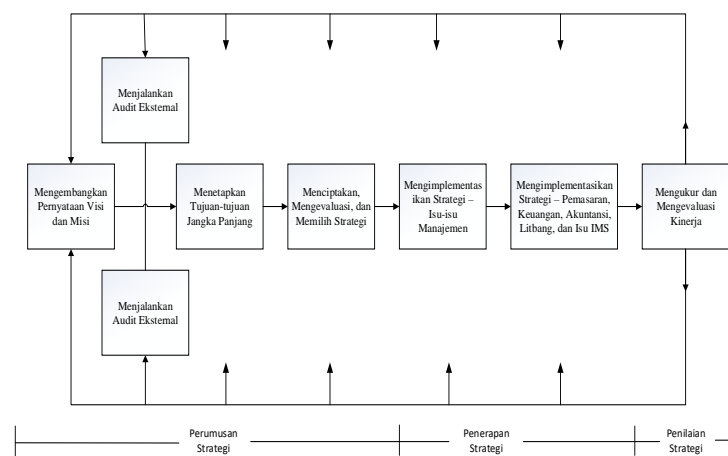 Menjalankan
Audit Eksternal
Mengembangkan
Pernyataan Visi
dan Misi
Menetapkan
Tujuan-tujuan
Jangka Panjang
Menciptakan,
Mengevaluasi, dan
Memilih Strategi
Mengimplementas
ikan Strategi –
Isu-isu
Manajemen
Mengimplementasikan
Strategi – Pemasaran,
Keuangan, Akuntansi,
Litbang, dan Isu IMS
Mengukur dan
Mengevaluasi
Kinerja
Menjalankan
Audit Eksternal
Perumusan
Strategi
Penerapan
Strategi
Penilaian
Strategi